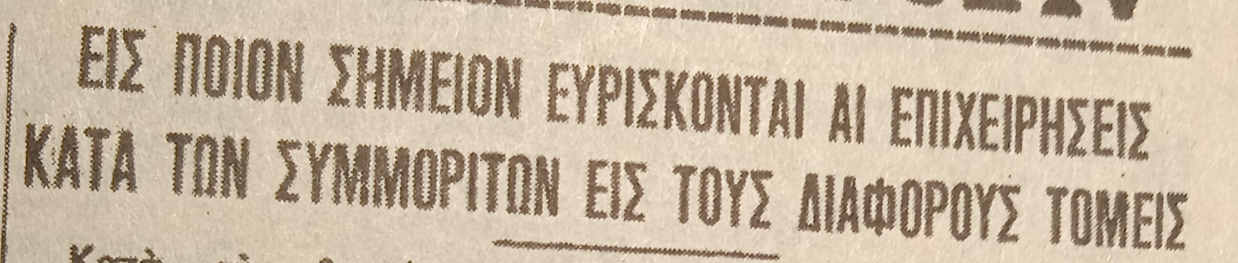 ΕΙΣ ΠΟΙΟΝ ΣΗΜΕΙΟΝ ΕΥΡΙΣΚΟΝΤΑΙ ΑΙ ΕΠΙΧΕΙΡΗΣΕΙΣ
ΚΑΤΑ ΤΩΝ ΣΥΜΜΟΡΙΤΩΝ ΕΙΣ ΤΟΥΣ ΔΙΑΦΟΡΟΥΣ ΤΟΜΕΙΣ